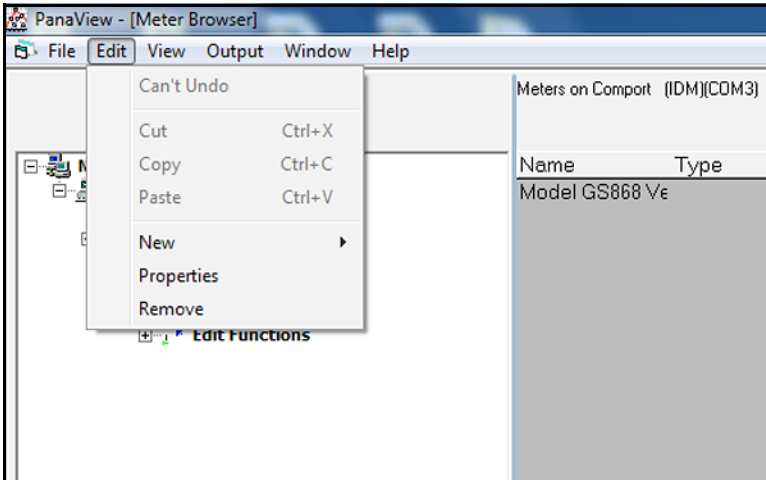 PanaView - [Meter Browser]
File Edit View Output Window Help
Can't Undo
Cut Ctrl+X
Copy Ctrl+C
Paste Ctrl+V
New
Properties
Remove
Edit Functions
Meters on Comport (IDM)(COM3)
Name Type
Model GS868 Ve